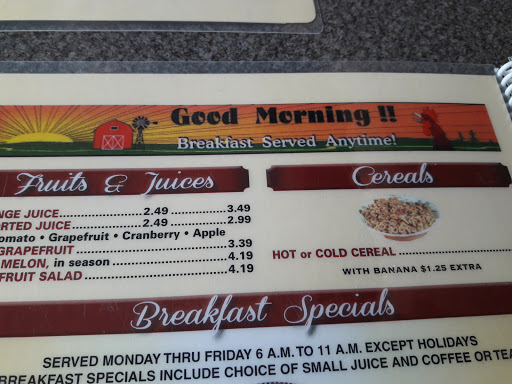 Good Morning !!
Breakfast Served Anytime!
Fruits & Juices
NGE JUICE 2.49 3.49
RTED JUICE 2.49 2.99
omato • Grapefruit • Cranberry • Apple
GRAPEFRUIT 3.39
MELON, in season 4.19
FRUIT SALAD 4.19
Cereals
HOT or COLD CEREAL
WITH BANANA $1.25 EXTRA
Breakfast Specials
SERVED MONDAY THRU FRIDAY 6 A.M. TO 11 A.M. EXCEPT HOLIDAYS
BREAKFAST SPECIALS INCLUDE CHOICE OF SMALL JUICE AND COFFEE OR TEA